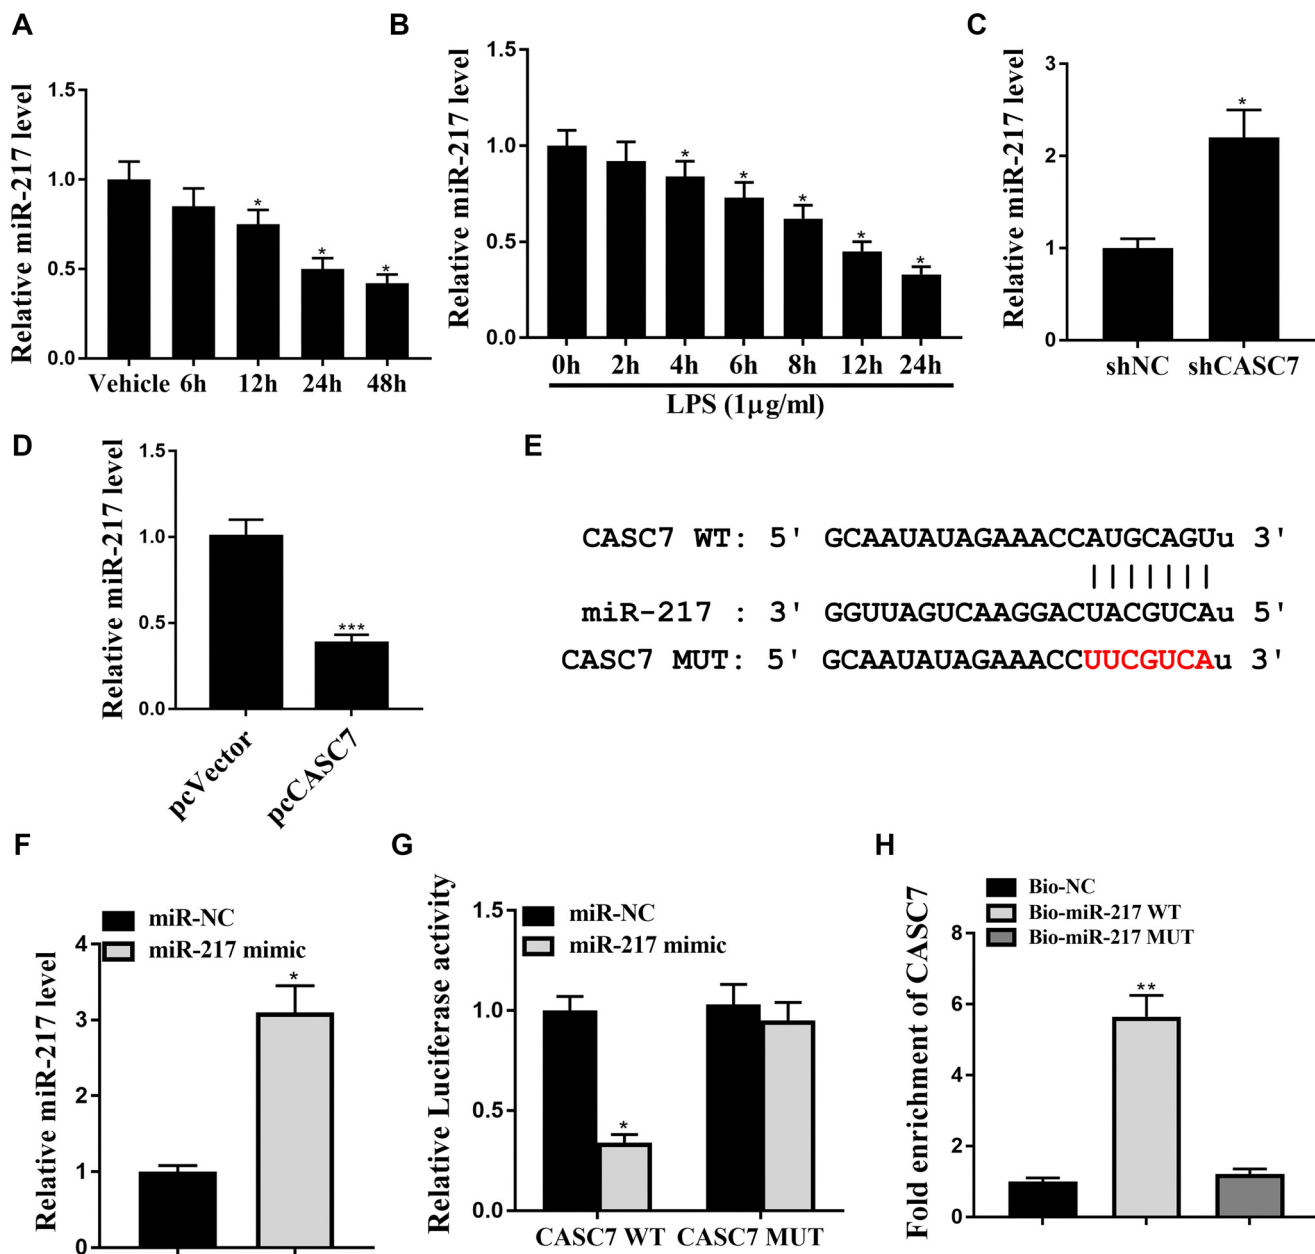 A
Relative miR-217 level
1.5
1.0
0.5
0.0
*
*
*
Vehicle 6h 12h 24h 48h
B
Relative miR-217 level
1.5
1.0
0.5
0.0
*
*
*
*
*
0h 2h 4h 6h 8h 12h 24h
LPS (1μg/ml)
C
Relative miR-217 level
3
2
1
0
*
shNC shCASC7
D
Relative miR-217 level
1.5
1.0
0.5
0.0
***
pcVector
pcCASC7
E
CASC7 WT: 5' GCAAUAUAGAAACCAUGCAGUu 3'
miR-217 : 3' GGUUAGUCAAGGACUACGUCAu 5'
CASC7 MUT: 5' GCAAUAUAGAAACCUUCGUCAu 3'
F
miR-NC
miR-217 mimic
Relative miR-217 level
4
3
2
1
0
*
G
Relative Luciferase activity
miR-NC
miR-217 mimic
1.5
1.0
0.5
0.0
*
CASC7 WT CASC7 MUT
H
Bio-NC
Bio-miR-217 WT
Bio-miR-217 MUT
Fold enrichment of CASC7
8
6
4
2
0
**